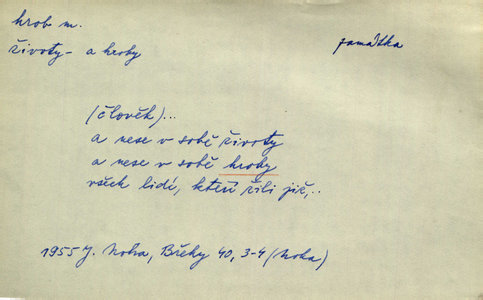 hrob m.
životy - a hroby
památka
(člověk)...
a nese v sobě životy
a nese v sobě hroby
všech lidí, kteří žili již,..
1955 J. Noha, Břehy 40, 3-4 (Noha)